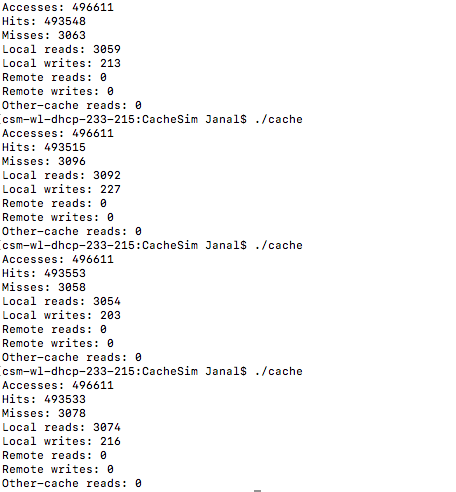 Accesses: 496611
Hits: 493548
Misses: 3063
Local reads: 3059
Local writes: 213
Remote reads: 0
Remote writes: 0
Other-cache reads: 0
[csm-wl-dhcp-233-215:CacheSim Janal$ ./cache
Accesses: 496611
Hits: 493515
Misses: 3096
Local reads: 3092
Local writes: 227
Remote reads: 0
Remote writes: 0
Other-cache reads: 0
[csm-wl-dhcp-233-215:CacheSim Janal$ ./cache
Accesses: 496611
Hits: 493553
Misses: 3058
Local reads: 3054
Local writes: 203
Remote reads: 0
Remote writes: 0
Other-cache reads: 0
[csm-wl-dhcp-233-215:CacheSim Janal$ ./cache
Accesses: 496611
Hits: 493533
Misses: 3078
Local reads: 3074
Local writes: 216
Remote reads: 0
Remote writes: 0
Other-cache reads: 0